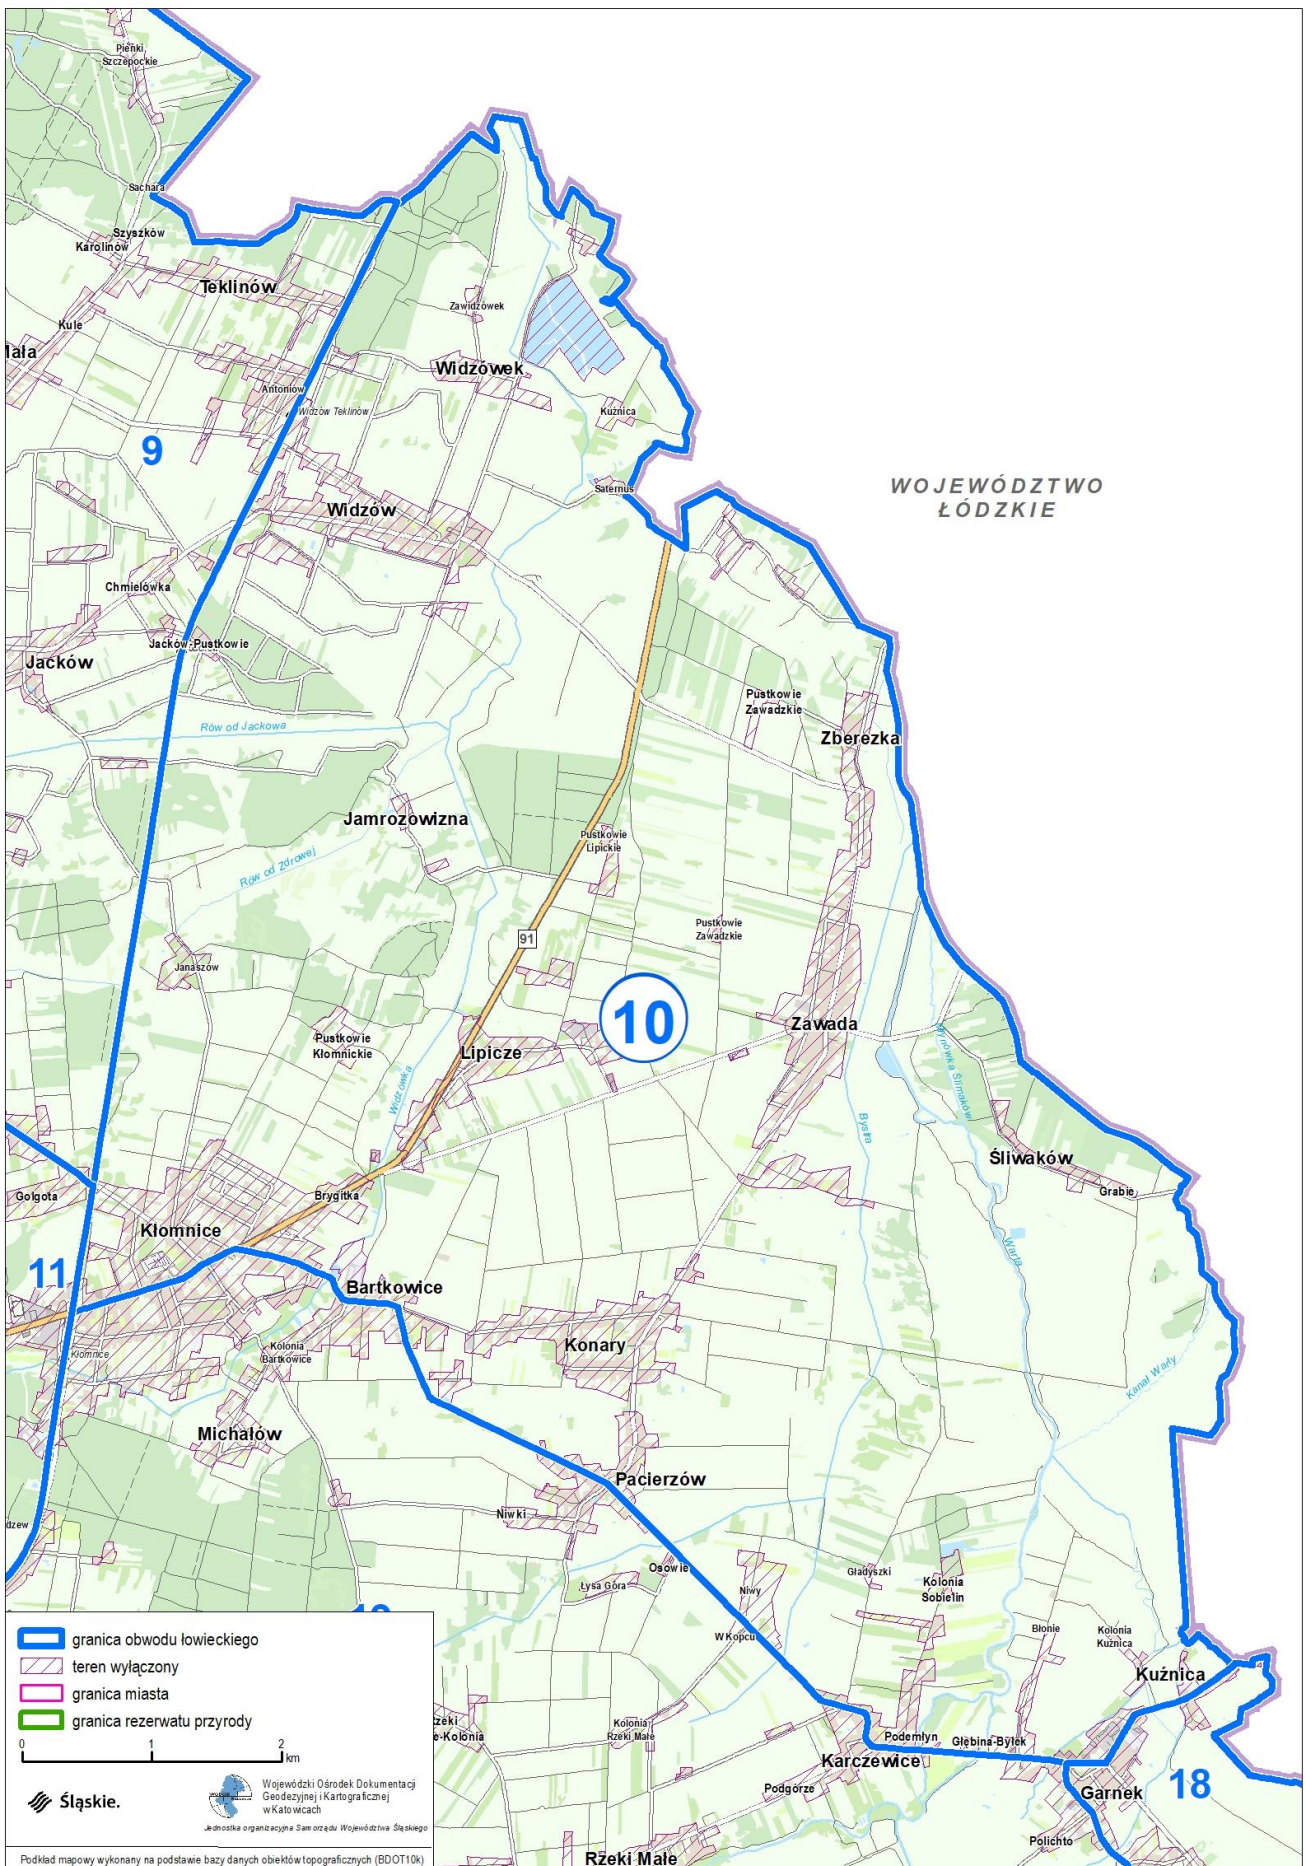 Pieńki
Szczepockie
Sachara
Szyszków
Karolinów
Teklinów
Kule
Zawidzówek
Widzówek
Antoniów
Widzów Teklinów
Kuźnica
9
Saternus
WOJEWÓDZTWO
ŁÓDZKIE
Widzów
Chmielówka
Jacków-Pustkowie
Jacków
Pustkowie
Zawadzkie
Rów od Jackowa
Zberezka
Jamrozowizna
Pustkowie
Lipickie
Rów od Zdrowej
Pustkowie
Zawadzkie
91
Janaszów
10
Zawada
Pustkowie
Kłomnickie
Lipicze
Widzówka
Młynówka Ślimaków
Bystra
Śliwaków
Grabie
Golgota
Brygitka
Kłomnice
Warta
11
Bartkowice
Konary
Kłomnice
Kolonia
Bartkowice
Kanał Warty
Michałów
Pacierzów
Niwki
dzew
Osowie
Łysa Góra
Niwy
Gładyszki
Kolonia
Sobielin
W Kopcu
Błonie
Kolonia
Kuźnica
Kuźnica
granica obwodu łowieckiego
teren wyłączony
granica miasta
granica rezerwatu przyrody
0 1 2
km
Śląskie.
Wojewódzki Ośrodek Dokumentacji
Geodezyjnej i Kartograficznej
w Katowicach
Jednostka organizacyjna Samorządu Województwa Śląskiego
Podkład mapowy wykonany na podstawie bazy danych obiektów topograficznych (BDOT10k)
e-Kolonia
Kolonia
Rzeki Małe
Podemłyn
Głębina-Byłek
Karczewice
Podgórze
Garnek
18
Polichto
Rzeki Małe